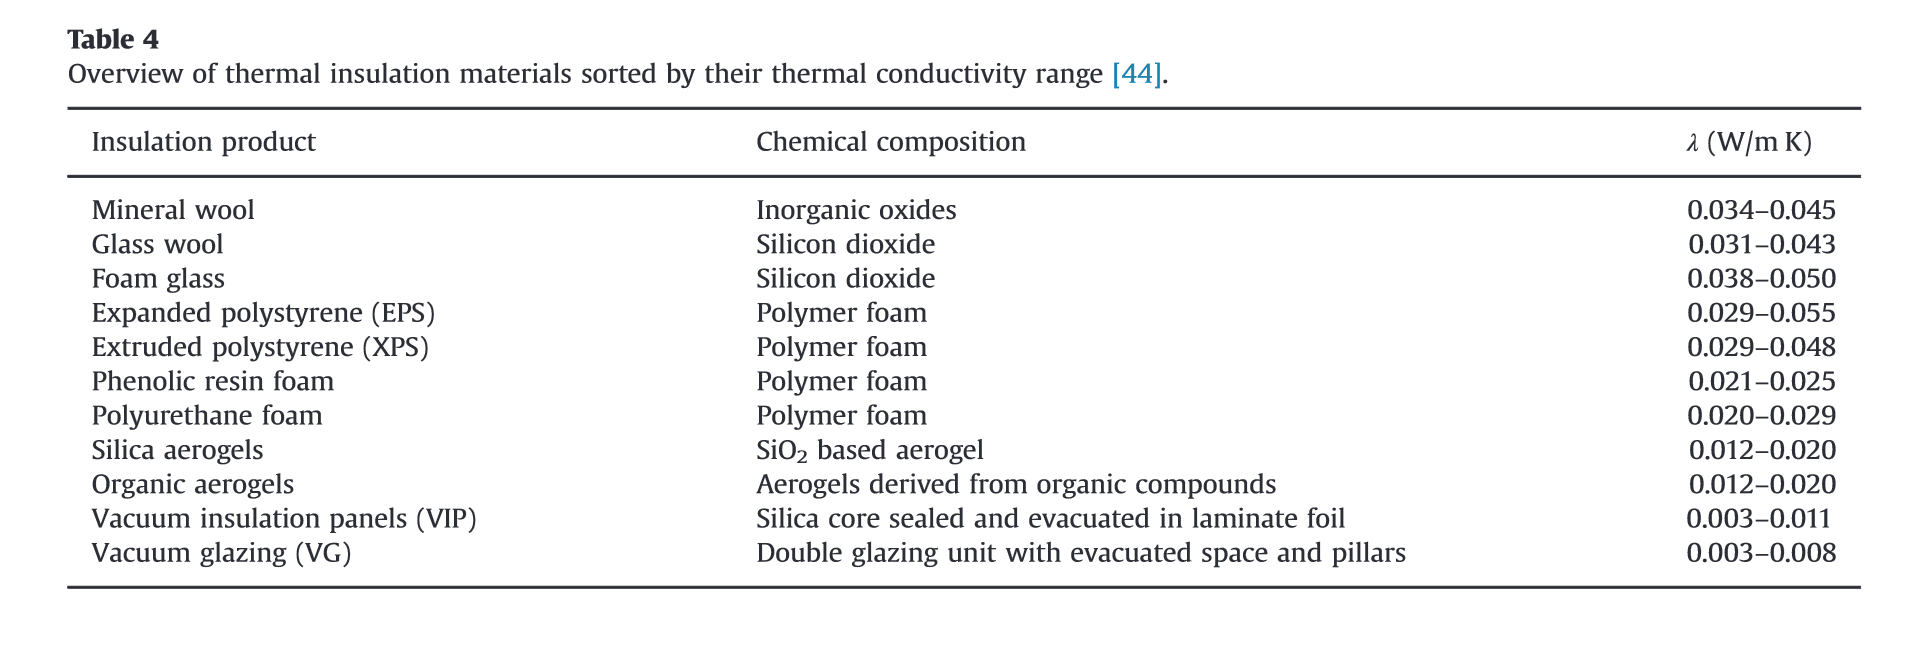 Table 4
Overview of thermal insulation materials sorted by their thermal conductivity range [44].
Insulation product Chemical composition λ (W/m K)
Mineral wool Inorganic oxides 0.034–0.045
Glass wool Silicon dioxide 0.031–0.043
Foam glass Silicon dioxide 0.038–0.050
Expanded polystyrene (EPS) Polymer foam 0.029–0.055
Extruded polystyrene (XPS) Polymer foam 0.029–0.048
Phenolic resin foam Polymer foam 0.021–0.025
Polyurethane foam Polymer foam 0.020–0.029
Silica aerogels SiO₂ based aerogel 0.012–0.020
Organic aerogels Aerogels derived from organic compounds 0.012–0.020
Vacuum insulation panels (VIP) Silica core sealed and evacuated in laminate foil 0.003–0.011
Vacuum glazing (VG) Double glazing unit with evacuated space and pillars 0.003–0.008